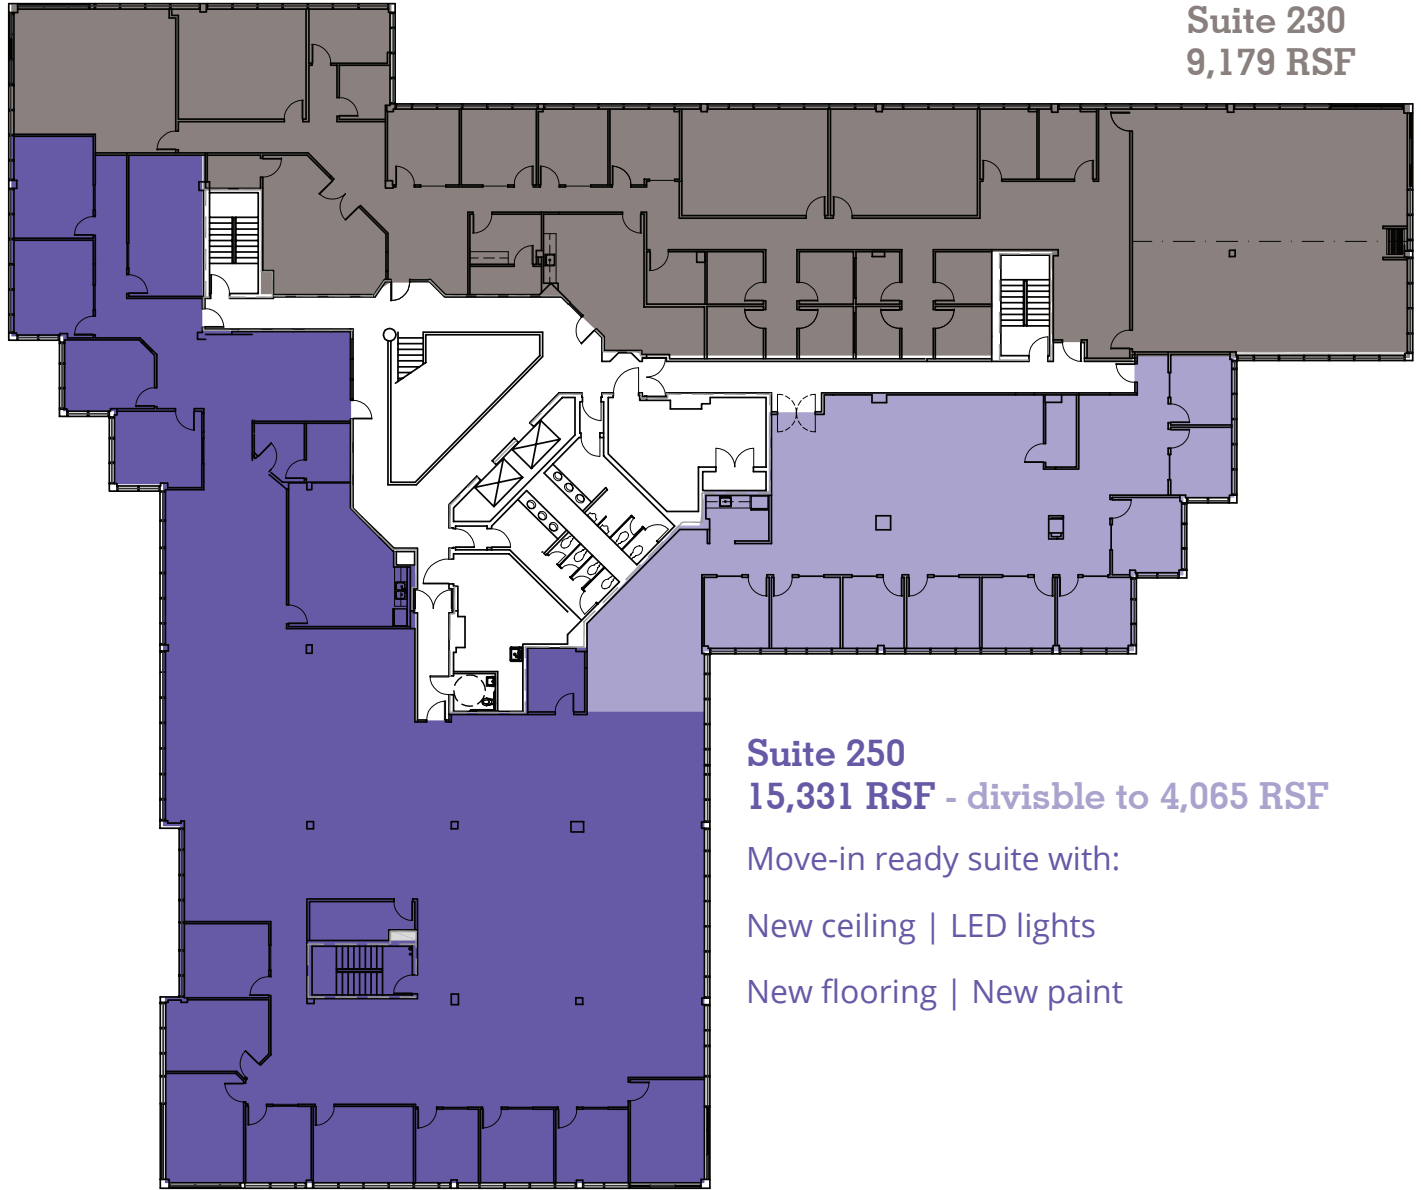 Suite 230
9,179 RSF
Suite 250
15,331 RSF - divisble to 4,065 RSF
Move-in ready suite with:
New ceiling | LED lights
New flooring | New paint